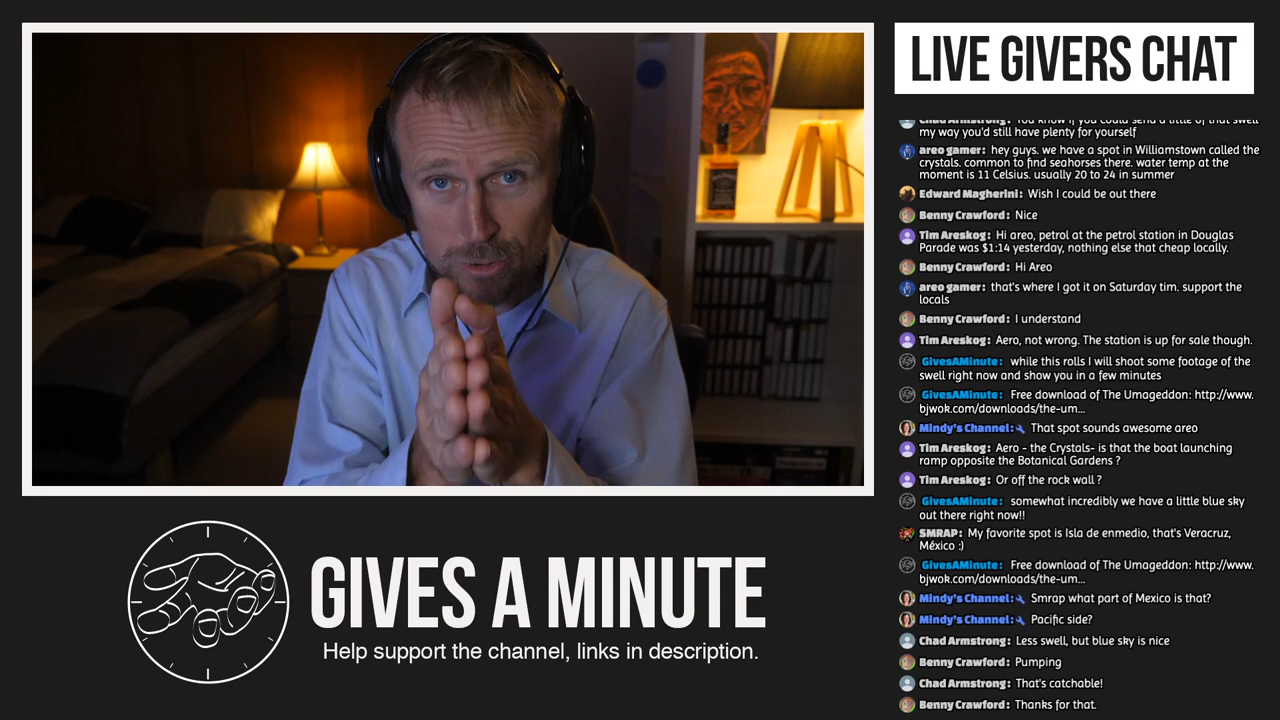 LIVE GIVERS CHAT
Chad Armstrong: You know if you could send a little of that swell
my way you'd still have plenty for yourself
areo gamer: hey guys. we have a spot in Williamstown called the
crystals. common to find seahorses there. water temp at the
moment is 11 Celsius. usually 20 to 24 in summer
Edward Magherini: Wish I could be out there
Benny Crawford: Nice
Tim Areskog: Hi areo, petrol at the petrol station in Douglas
Parade was $1:14 yesterday, nothing else that cheap locally.
Benny Crawford: Hi Areo
areo gamer: that's where I got it on Saturday tim. support the
locals
Benny Crawford: I understand
Tim Areskog: Aero, not wrong. The station is up for sale though.
GivesAMinute: while this rolls I will shoot some footage of the
swell right now and show you in a few minutes
GivesAMinute: Free download of The Umageddon: http://www.
bjwok.com/downloads/the-um...
Mindy's Channel: That spot sounds awesome areo
Tim Areskog: Aero - the Crystals- is that the boat launching
ramp opposite the Botanical Gardens ?
Tim Areskog: Or off the rock wall ?
GivesAMinute: somewhat incredibly we have a little blue sky
out there right now!!
SMRAP: My favorite spot is Isla de enmedio, that's Veracruz,
México :)
GivesAMinute: Free download of The Umageddon: http://www.
bjwok.com/downloads/the-um...
Mindy's Channel: Smrap what part of Mexico is that?
Mindy's Channel: Pacific side?
Chad Armstrong: Less swell, but blue sky is nice
Benny Crawford: Pumping
Chad Armstrong: That's catchable!
Benny Crawford: Thanks for that.
GIVES A MINUTE
Help support the channel, links in description.